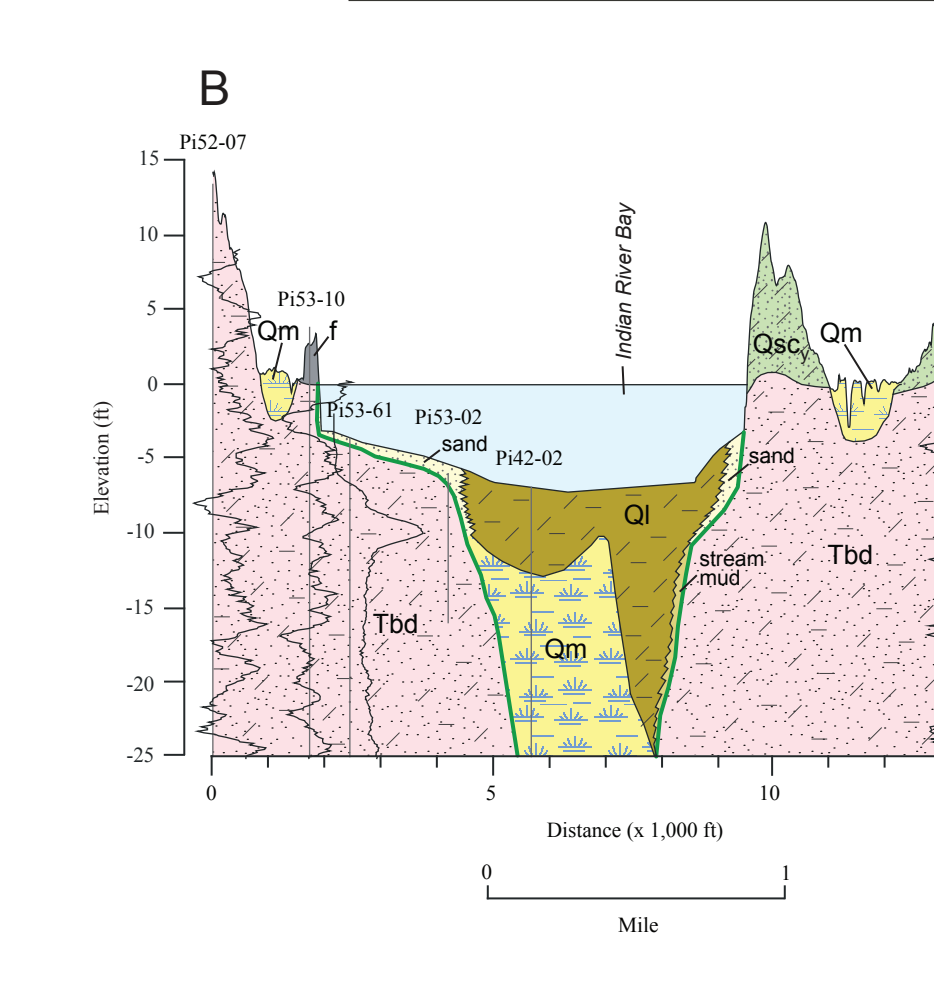 B
Pi52-07
15
10
Indian River Bay
Pi53-10
5
Qm
f
Qm
Qscy
0
Pi53-61
Pi53-02
sand
Pi42-02
sand
Elevation (ft)
-5
Ql
-10
stream
mud
Tbd
-15
Tbd
Qm
-20
-25
0
5
10
Distance (x 1,000 ft)
0
1
Mile